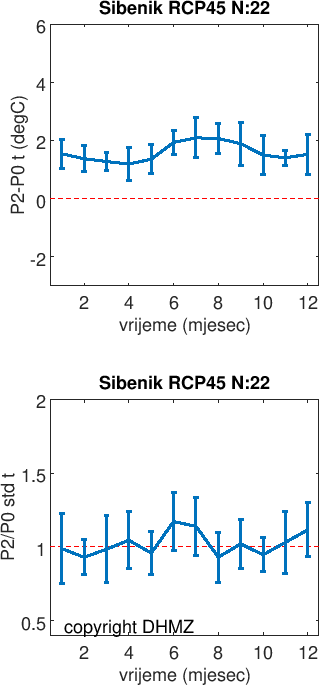 Sibenik RCP45 N:22
6
4
2
0
-2
P2-P0 t (degC)
2 4 6 8 10 12
vrijeme (mjesec)
Sibenik RCP45 N:22
2
1.5
1
0.5
P2/P0 std t
copyright DHMZ
2 4 6 8 10 12
vrijeme (mjesec)